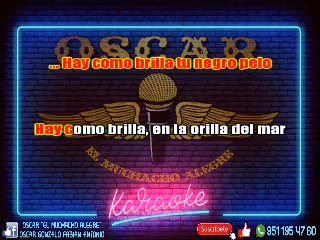 OSCAR
... Hay como brilla tu negro pelo
Hay como brilla, en la orilla del mar
EL MUCHACHO ALEGRE
Karaoke
OSCAR "EL MUCHACHO ALEGRE"
OSCAR GONZALO FABIAN ANTONIO
Suscríbete
951 195 47 60